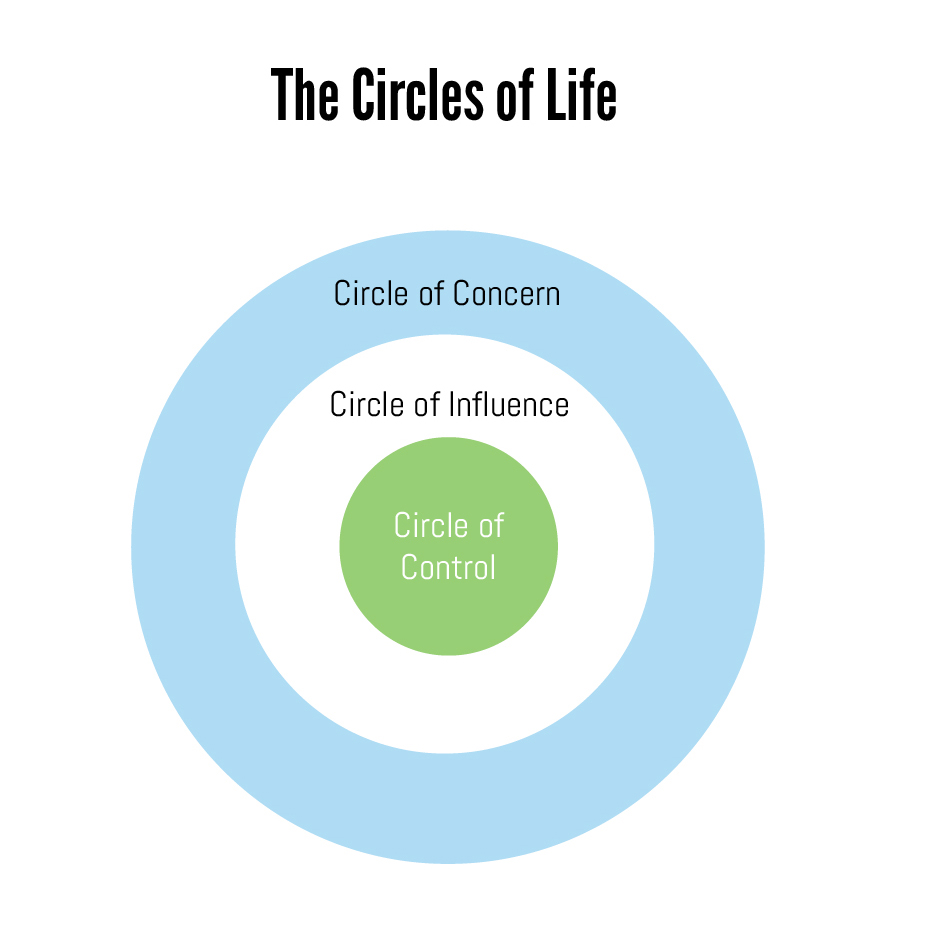 The Circles of Life
Circle of Concern
Circle of Influence
Circle of
Control